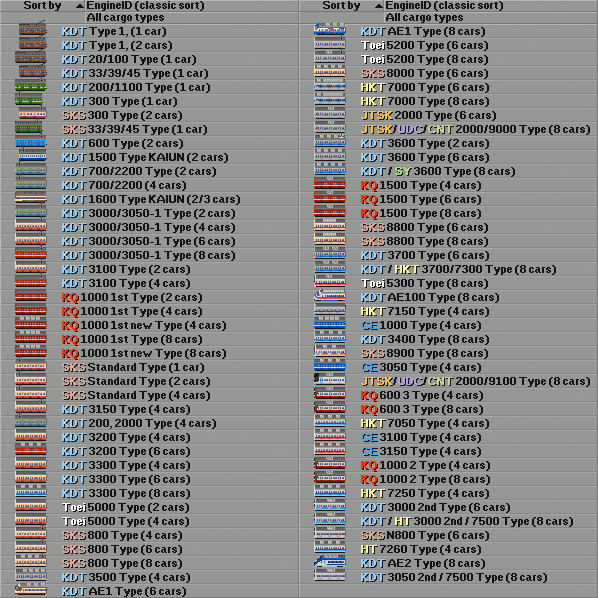 Sort by EngineID (classic sort)
All cargo types
KDT Type 1, (1 car)
KDT Type 1, (2 cars)
KDT 20/100 Type (1 car)
KDT 33/39/45 Type (1 car)
KDT 200/1100 Type (1 car)
KDT 300 Type (1 car)
SKS 300 Type (2 cars)
SKS 33/39/45 Type (1 car)
KDT 600 Type (2 cars)
KDT 1500 Type KAIUN (2 cars)
KDT 700/2200 Type (2 cars)
KDT 700/2200 (4 cars)
KDT 1600 Type KAIUN (2/3 cars)
KDT 3000/3050-1 Type (2 cars)
KDT 3000/3050-1 Type (4 cars)
KDT 3000/3050-1 Type (6 cars)
KDT 3000/3050-1 Type (8 cars)
KDT 3100 Type (2 cars)
KDT 3100 Type (4 cars)
KQ 1000 1st Type (2 cars)
KQ 1000 1st new Type (4 cars)
KQ 1000 1st Type (8 cars)
KQ 1000 1st new Type (8 cars)
SKS Standard Type (1 car)
SKS Standard Type (2 cars)
SKS Standard Type (4 cars)
KDT 3150 Type (4 cars)
KDT 200, 2000 Type (4 cars)
KDT 3200 Type (4 cars)
KDT 3200 Type (6 cars)
KDT 3300 Type (4 cars)
KDT 3300 Type (6 cars)
KDT 3300 Type (8 cars)
Toei 5000 Type (2 cars)
Toei 5000 Type (4 cars)
SKS 800 Type (4 cars)
SKS 800 Type (6 cars)
SKS 800 Type (8 cars)
KDT 3500 Type (4 cars)
KDT AE1 Type (6 cars)
Sort by EngineID (classic sort)
All cargo types
KDT AE1 Type (8 cars)
Toei 5200 Type (6 cars)
Toei 5200 Type (8 cars)
SKS 8000 Type (6 cars)
HKT 7000 Type (6 cars)
HKT 7000 Type (8 cars)
JTSK 2000 Type (6 cars)
JTSK/UDC/CNT 2000/9000 Type (8 cars)
KDT 3600 Type (2 cars)
KDT 3600 Type (6 cars)
KDT / SY 3600 Type (8 cars)
KQ 1500 Type (4 cars)
KQ 1500 Type (6 cars)
KQ 1500 Type (8 cars)
SKS 8800 Type (6 cars)
SKS 8800 Type (8 cars)
KDT 3700 Type (6 cars)
KDT / HKT 3700/7300 Type (8 cars)
Toei 5300 Type (8 cars)
KDT AE100 Type (8 cars)
HKT 7150 Type (4 cars)
CE 1000 Type (4 cars)
KDT 3400 Type (8 cars)
SKS 8900 Type (8 cars)
CE 3050 Type (4 cars)
JTSK/UDC/CNT 2000/9100 Type (8 cars)
KQ 600 3 Type (4 cars)
KQ 600 3 Type (8 cars)
HKT 7050 Type (4 cars)
CE 3100 Type (4 cars)
CE 3150 Type (4 cars)
KQ 1000 2 Type (4 cars)
KQ 1000 2 Type (8 cars)
HKT 7250 Type (4 cars)
KDT 3000 2nd Type (6 cars)
KDT / HT 3000 2nd / 7500 Type (8 cars)
SKS N800 Type (6 cars)
HT 7260 Type (4 cars)
KDT AE2 Type (8 cars)
KDT 3050 2nd / 7500 Type (8 cars)